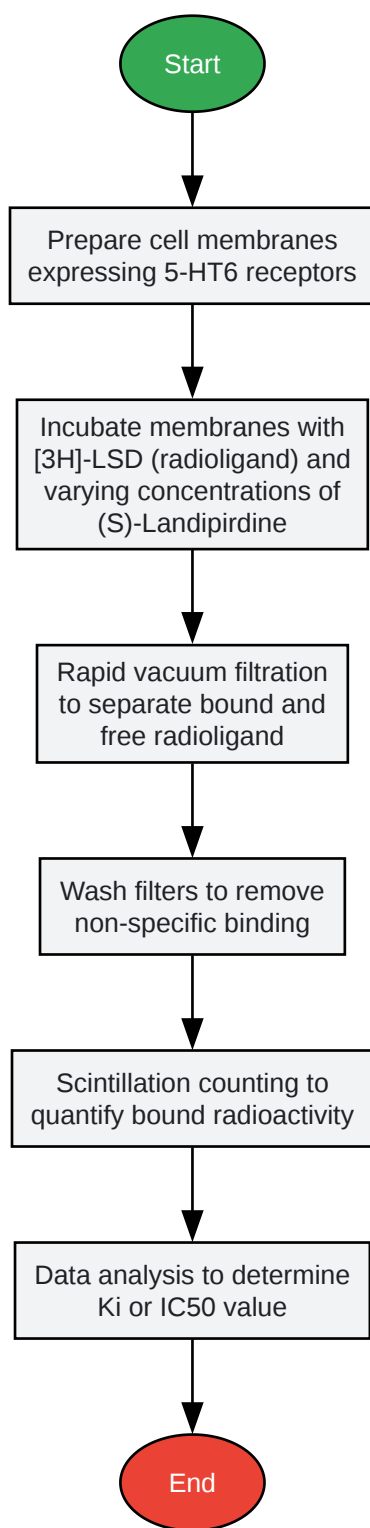 Start
Prepare cell membranes
expressing 5-HT6 receptors
Incubate membranes with
[3H]-LSD (radioligand) and
varying concentrations of
(S)-Landipirdine
Rapid vacuum filtration
to separate bound and
free radioligand
Wash filters to remove
non-specific binding
Scintillation counting to
quantify bound radioactivity
Data analysis to determine
Ki or IC50 value
End